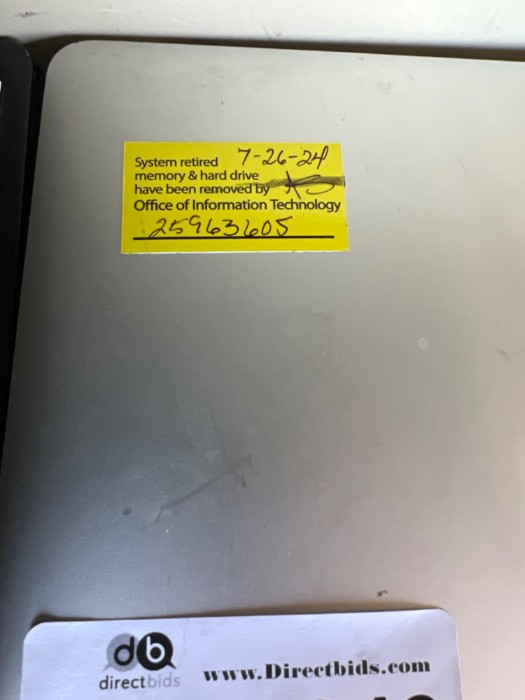 System retired 7-26-24
memory & hard drive
have been removed by
Office of Information Technology
25963605
db
directbids www.Directbids.com